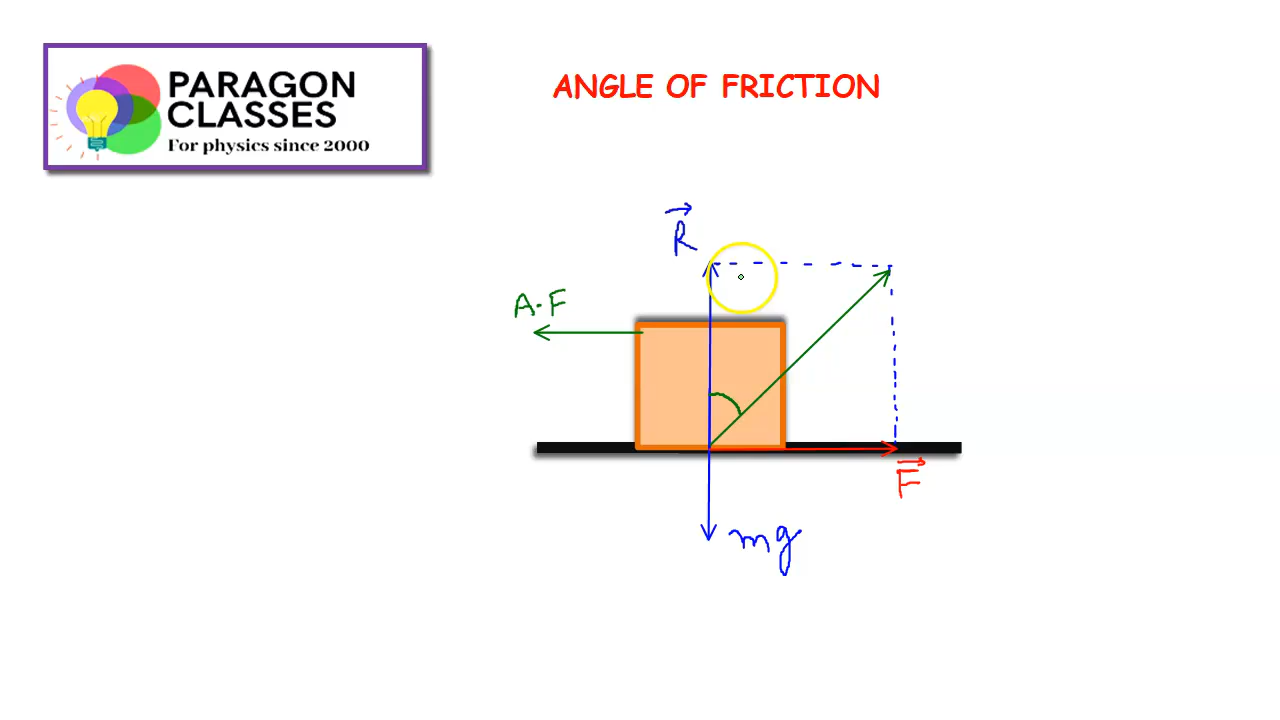 PARAGON
CLASSES
For physics since 2000
ANGLE OF FRICTION
R
A.F
F
mg